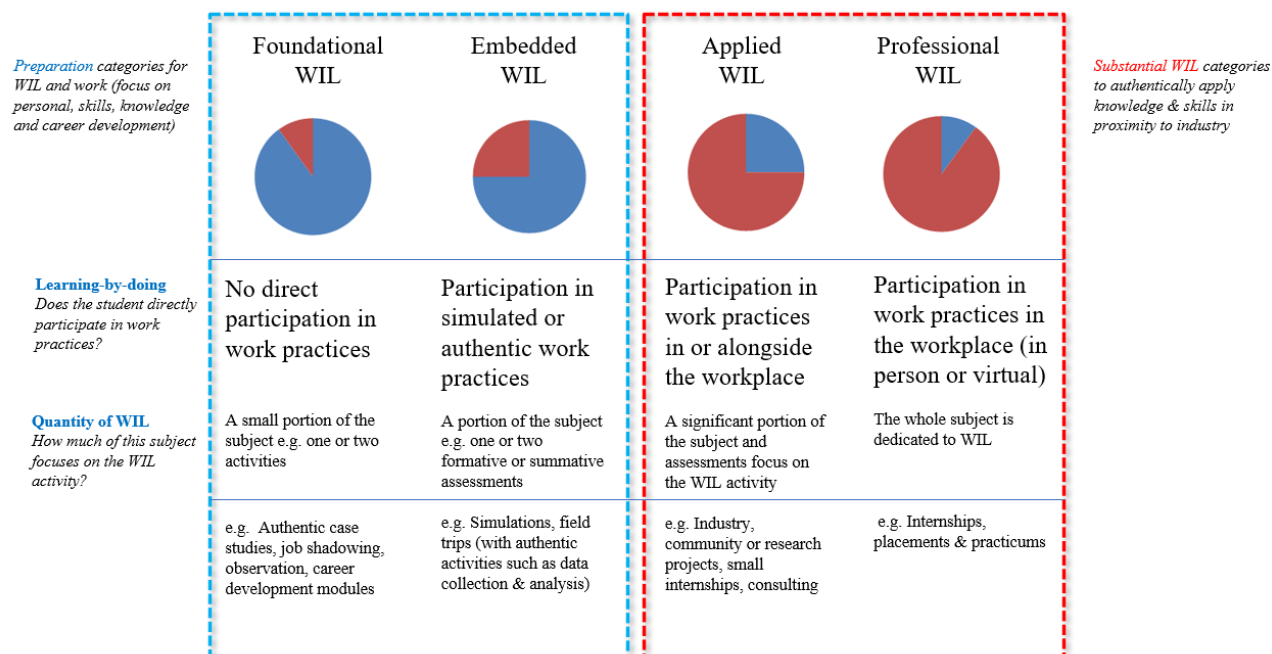 Foundational
WIL
Embedded
WIL
Applied
WIL
Professional
WIL
Preparation categories for
WIL and work (focus on
personal, skills, knowledge
and career development)
Substantial WIL categories
to authentically apply
knowledge & skills in
proximity to industry
Learning-by-doing
Does the student directly
participate in work
practices?
No direct
participation in
work practices
Participation in
simulated or
authentic work
practices
Participation in
work practices
in or alongside
the workplace
Participation in
work practices in
the workplace (in
person or virtual)
Quantity of WIL
How much of this subject
focuses on the WIL
activity?
A small portion of the
subject e.g. one or two
activities
A portion of the subject
e.g. one or two
formative or summative
assessments
A significant portion of
the subject and
assessments focus on
the WIL activity
The whole subject is
dedicated to WIL
e.g. Authentic case
studies, job shadowing,
observation, career
development modules
e.g. Simulations, field
trips (with authentic
activities such as data
collection & analysis)
e.g. Industry,
community or research
projects, small
internships, consulting
e.g. Internships,
placements & practicums